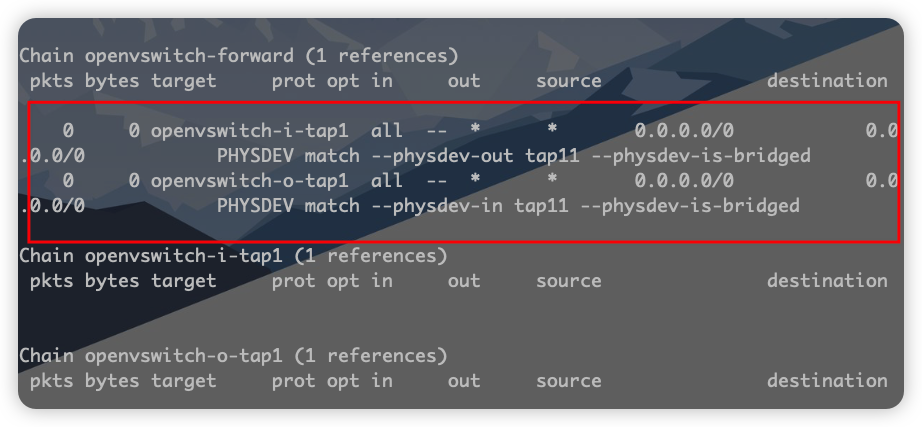 Chain openvswitch-forward (1 references)
 pkts bytes target     prot opt in     out     source               destination
    0     0 openvswitch-i-tap1  all  --  *      *       0.0.0.0/0            0.0
.0.0/0            PHYSDEV match --physdev-out tap11 --physdev-is-bridged
    0     0 openvswitch-o-tap1  all  --  *      *       0.0.0.0/0            0.0
.0.0/0            PHYSDEV match --physdev-in tap11 --physdev-is-bridged
Chain openvswitch-i-tap1 (1 references)
 pkts bytes target     prot opt in     out     source               destination
Chain openvswitch-o-tap1 (1 references)
 pkts bytes target     prot opt in     out     source               destination